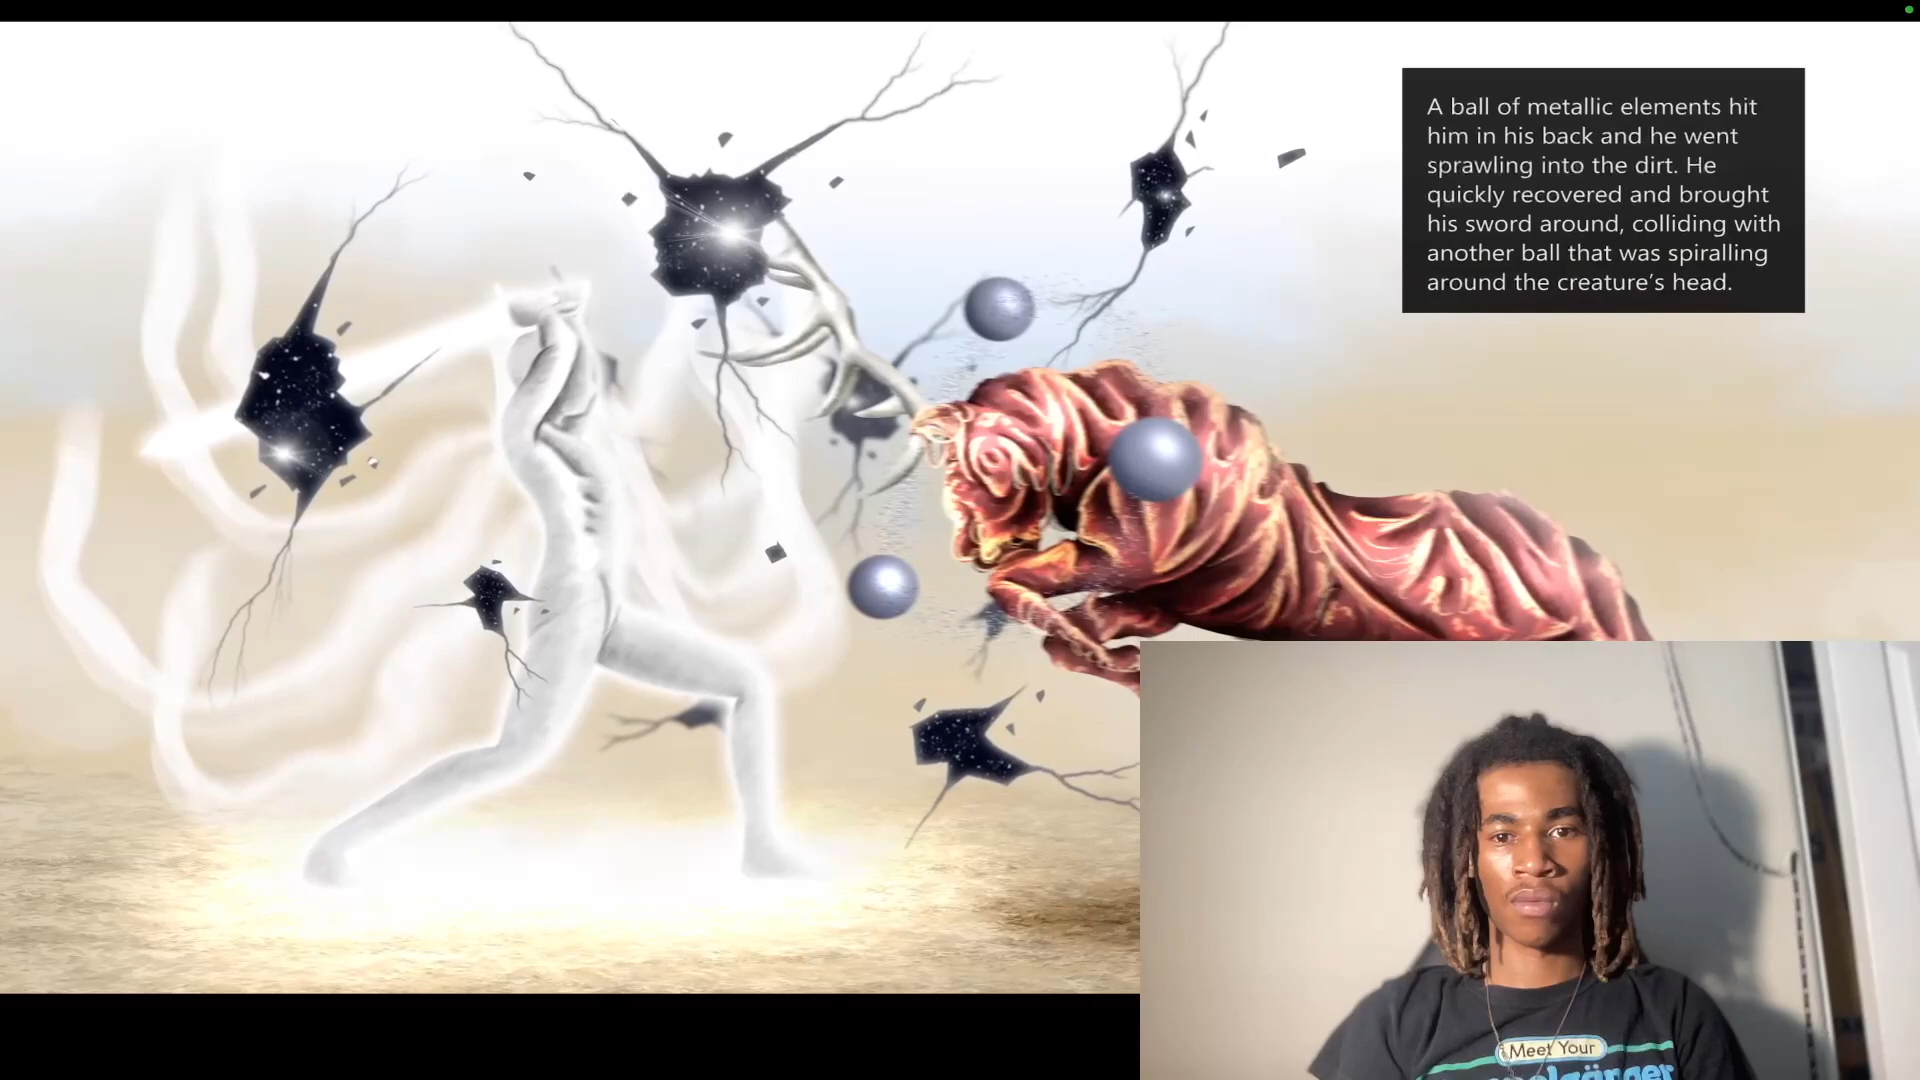 A ball of metallic elements hit
him in his back and he went
sprawling into the dirt. He
quickly recovered and brought
his sword around, colliding with
another ball that was spiralling
around the creature’s head.
Meet Your